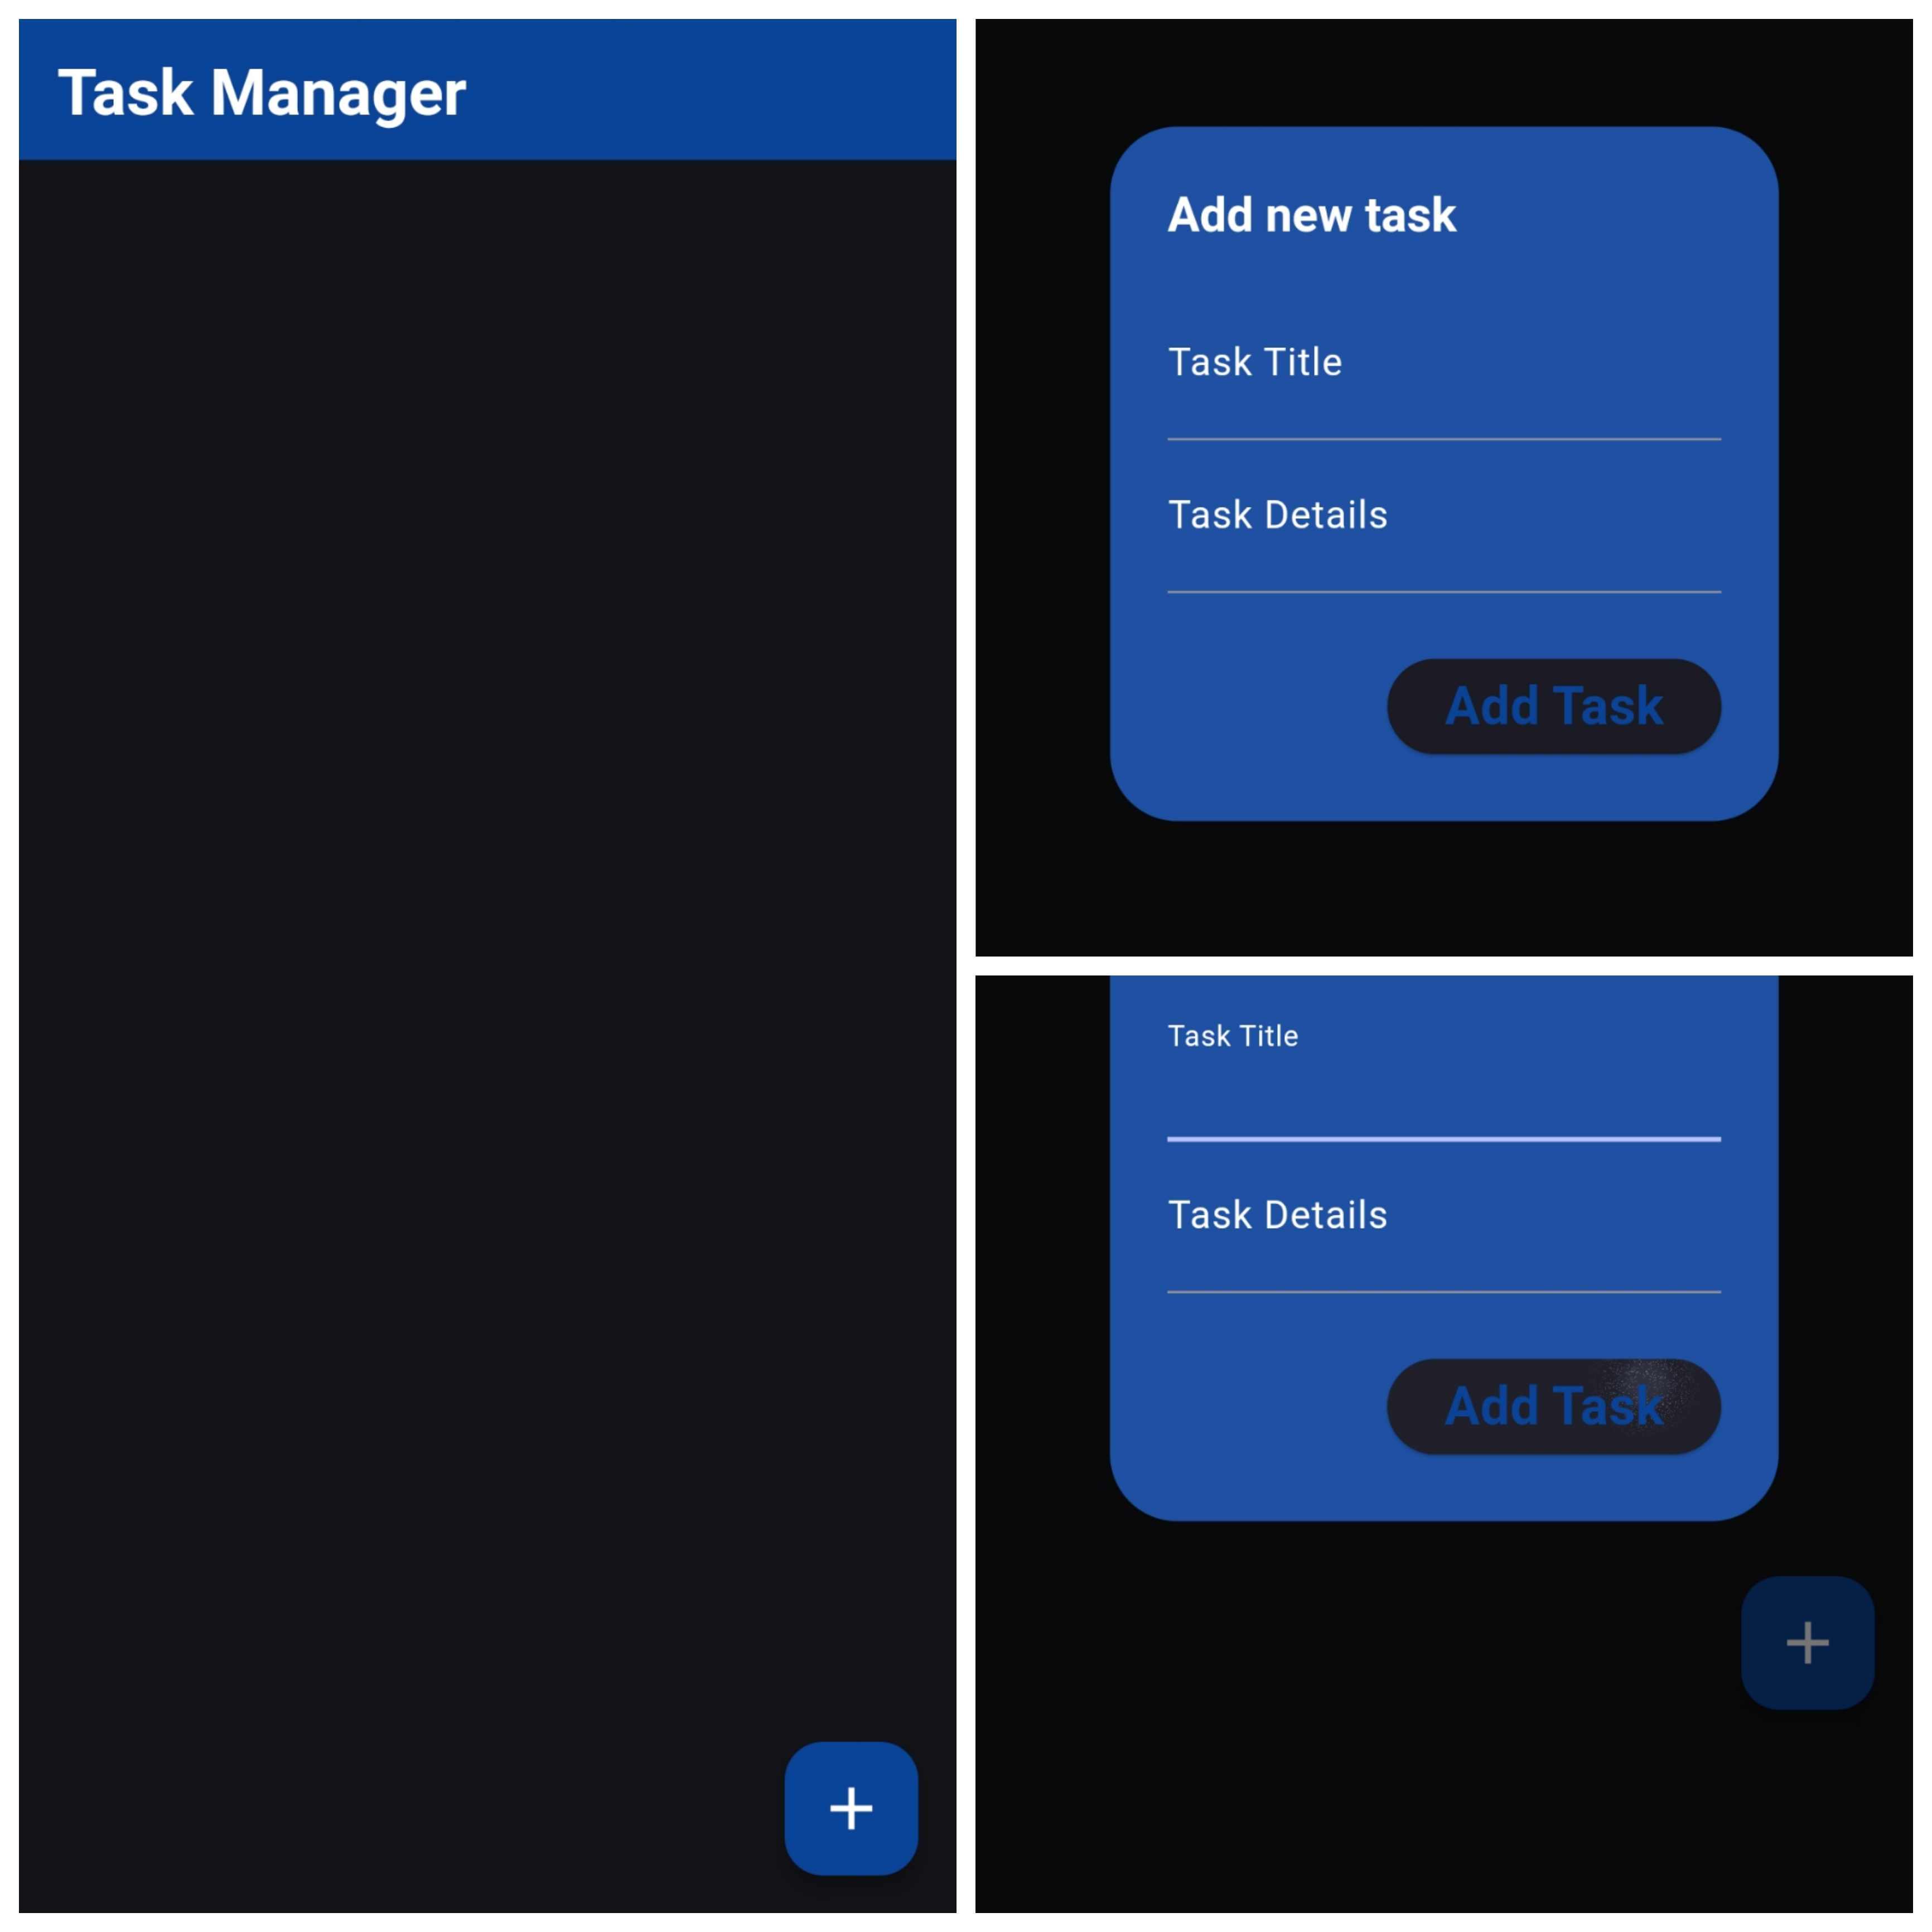 Task Manager
+
Add new task
Task Title
Task Details
Add Task
Task Title
Task Details
Add Task
+